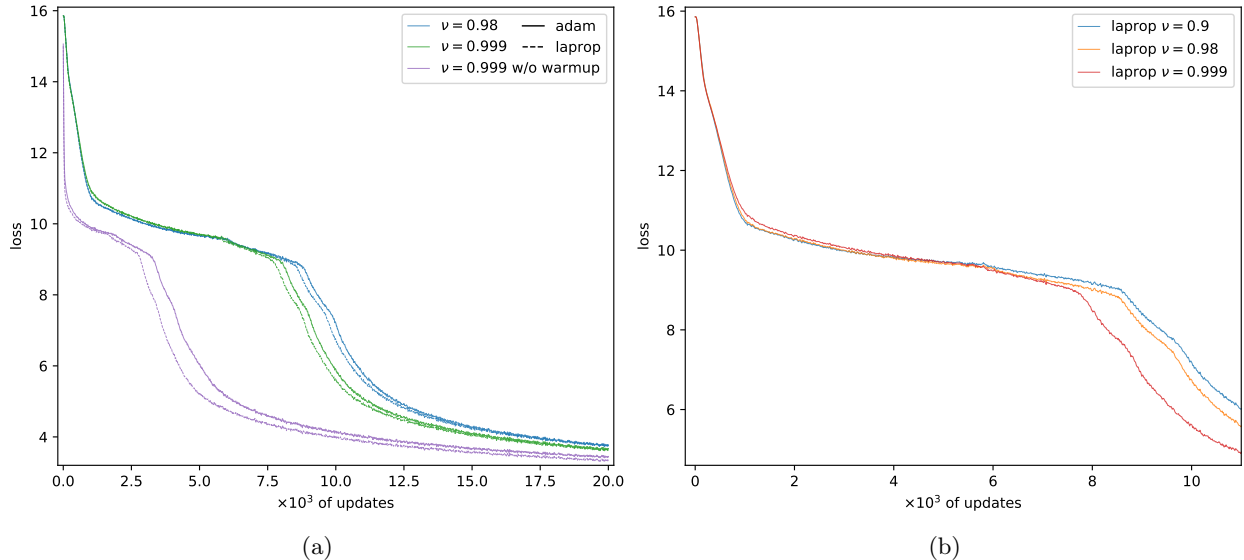 16
14
12
10
8
6
4
loss
0.0 2.5 5.0 7.5 10.0 12.5 15.0 17.5 20.0
×10³ of updates
ν = 0.98 adam
ν = 0.999 laprop
ν = 0.999 w/o warmup
(a)
16
14
12
10
8
6
loss
0 2 4 6 8 10
×10³ of updates
laprop ν = 0.9
laprop ν = 0.98
laprop ν = 0.999
(b)